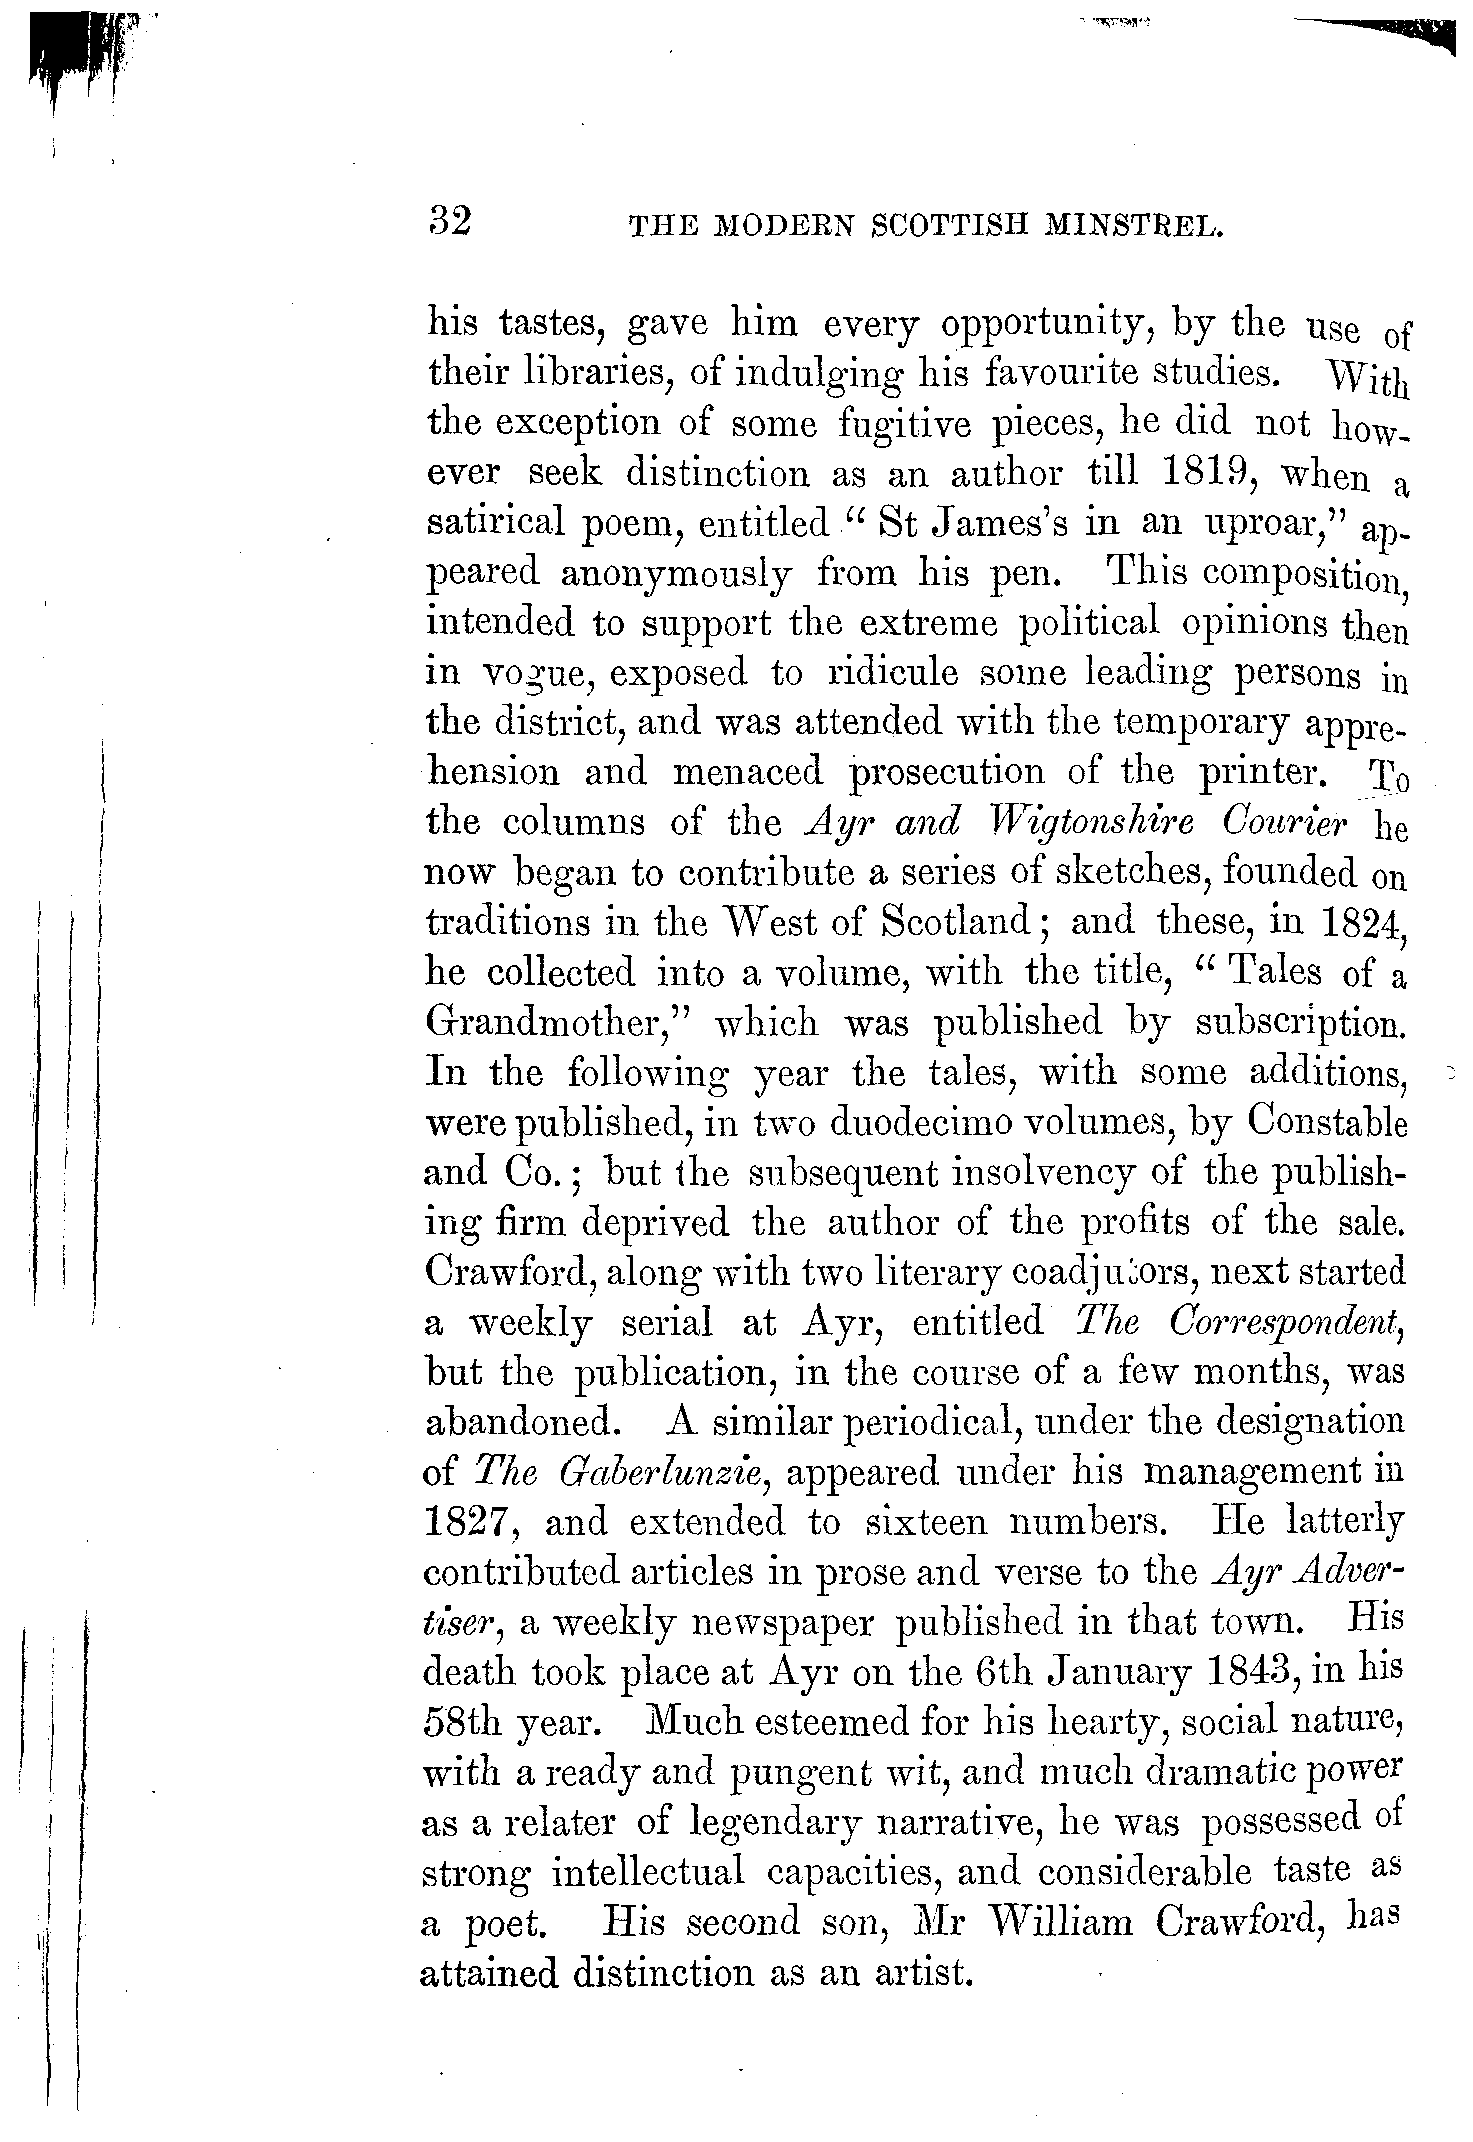 32 THE MODERN SCOTTISH MINSTREL.
his tastes, gave him every opportunity, by the use of
their libraries, of indulging his favourite studies. With
the exception of some fugitive pieces, he did not how-
ever seek distinction as an author till 1819, when a
satirical poem, entitled “ St James's in an uproar,” ap-
peared anonymously from his pen. This composition,
intended to support the extreme political opinions then
in vogue, exposed to ridicule some leading persons in
the district, and was attended with the temporary appre-
hension and menaced prosecution of the printer. To
the columns of the Ayr and Wigtonshire Courier he
now began to contribute a series of sketches, founded on
traditions in the West of Scotland; and these, in 1824,
he collected into a volume, with the title, “ Tales of a
Grandmother,” which was published by subscription.
In the following year the tales, with some additions,
were published, in two duodecimo volumes, by Constable
and Co.; but the subsequent insolvency of the publish-
ing firm deprived the author of the profits of the sale.
Crawford, along with two literary coadjutors, next started
a weekly serial at Ayr, entitled The Correspondent,
but the publication, in the course of a few months, was
abandoned. A similar periodical, under the designation
of The Gaberlunzie, appeared under his management in
1827, and extended to sixteen numbers. He latterly
contributed articles in prose and verse to the Ayr Adver-
tiser, a weekly newspaper published in that town. His
death took place at Ayr on the 6th January 1843, in his
58th year. Much esteemed for his hearty, social nature,
with a ready and pungent wit, and much dramatic power
as a relater of legendary narrative, he was possessed of
strong intellectual capacities, and considerable taste as
a poet. His second son, Mr William Crawford, has
attained distinction as an artist.